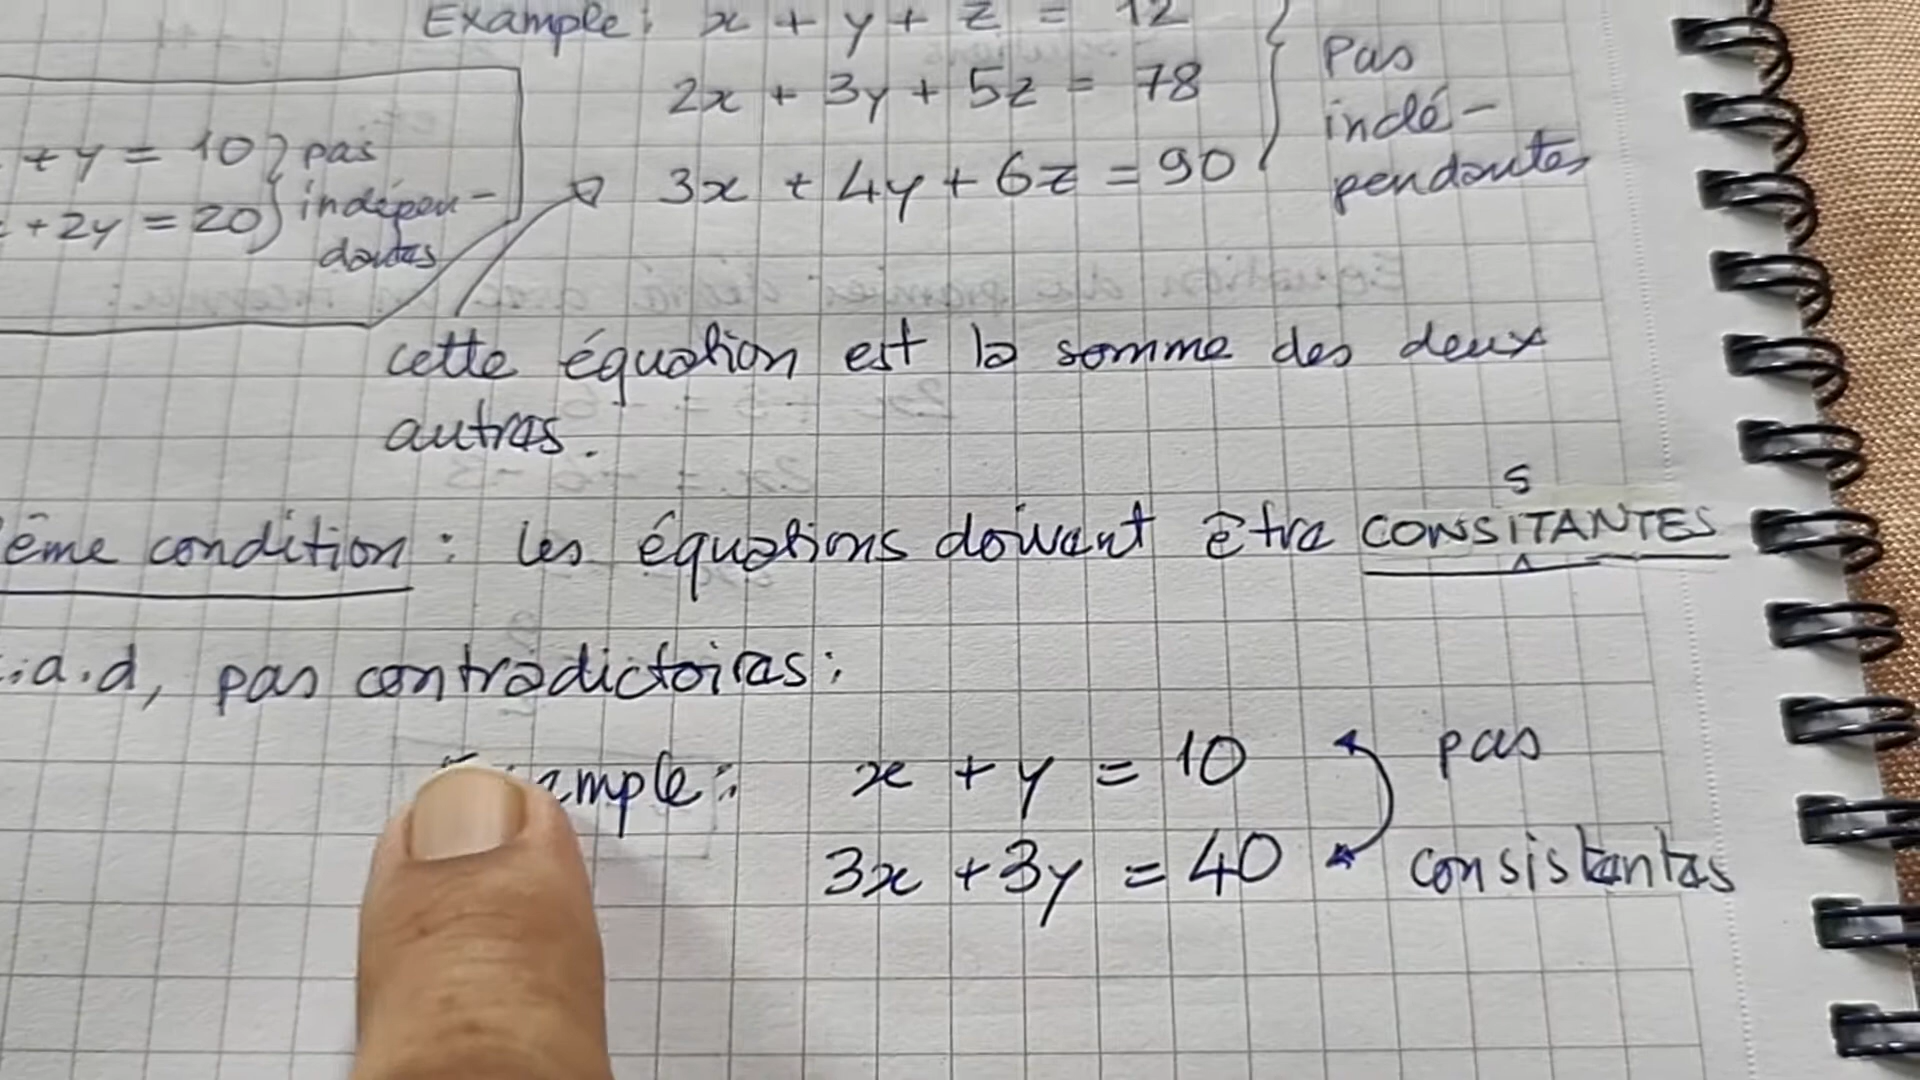 Example: x + y + z = 12
2x + 3y + 5z = 78
3x + 4y + 6z = 90
Pas
indé-
pendantes
+ y = 10 } pas
+ 2y = 20 } indépen-
dantes
cette équation est la somme des deux
autres.
ème condition : les équations doivent être CONSISTANTES
.a.d, pas contradictoires :
x + y = 10
3x + 3y = 40
pas
consistantes